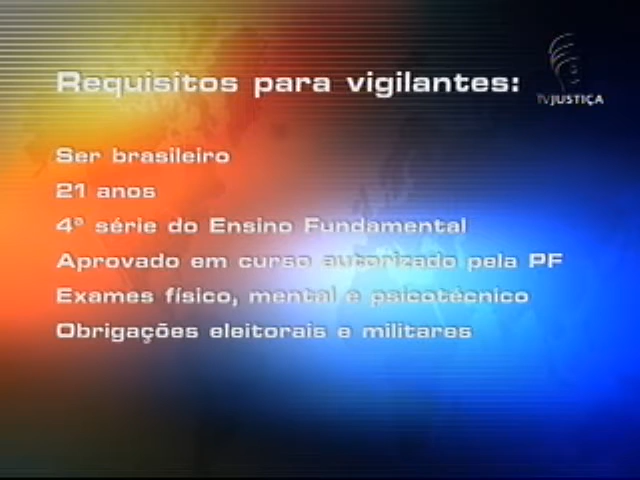 Requisitos para vigilantes:
TV JUSTIÇA
Ser brasileiro
21 anos
4ª série do Ensino Fundamental
Aprovado em curso autorizado pela PF
Exames físico, mental e psicotécnico
Obrigações eleitorais e militares